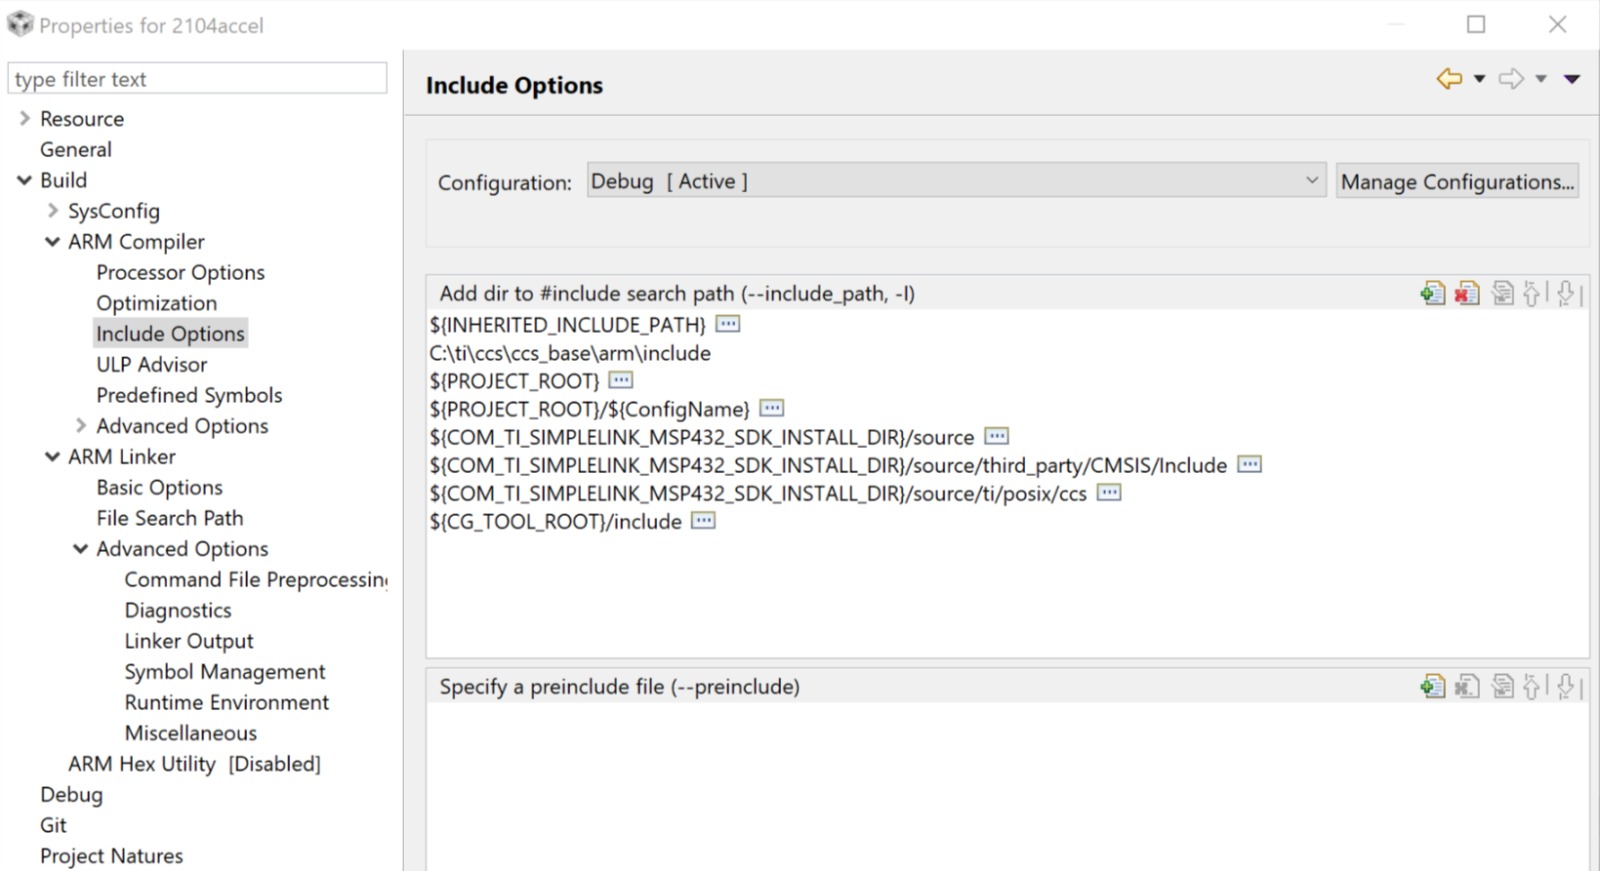 Properties for 2104accel
type filter text
Resource
General
Build
SysConfig
ARM Compiler
Processor Options
Optimization
Include Options
ULP Advisor
Predefined Symbols
Advanced Options
ARM Linker
Basic Options
File Search Path
Advanced Options
Command File Preprocessing
Diagnostics
Linker Output
Symbol Management
Runtime Environment
Miscellaneous
ARM Hex Utility [Disabled]
Debug
Git
Project Natures
Include Options
Configuration: Debug [ Active ] Manage Configurations...
Add dir to #include search path (--include_path, -I)
${INHERITED_INCLUDE_PATH}
C:\ti\ccs\ccs_base\arm\include
${PROJECT_ROOT}
${PROJECT_ROOT}/${ConfigName}
${COM_TI_SIMPLELINK_MSP432_SDK_INSTALL_DIR}/source
${COM_TI_SIMPLELINK_MSP432_SDK_INSTALL_DIR}/source/third_party/CMSIS/Include
${COM_TI_SIMPLELINK_MSP432_SDK_INSTALL_DIR}/source/ti/posix/ccs
${CG_TOOL_ROOT}/include
Specify a preinclude file (--preinclude)